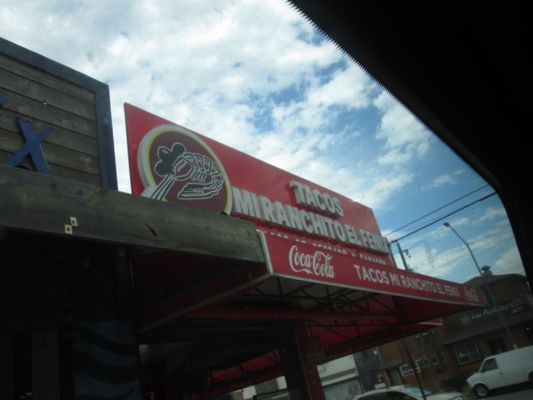 TACOS
MI RANCHITO EL FENIX
Coca-Cola
TACOS MI RANCHITO EL FENIX